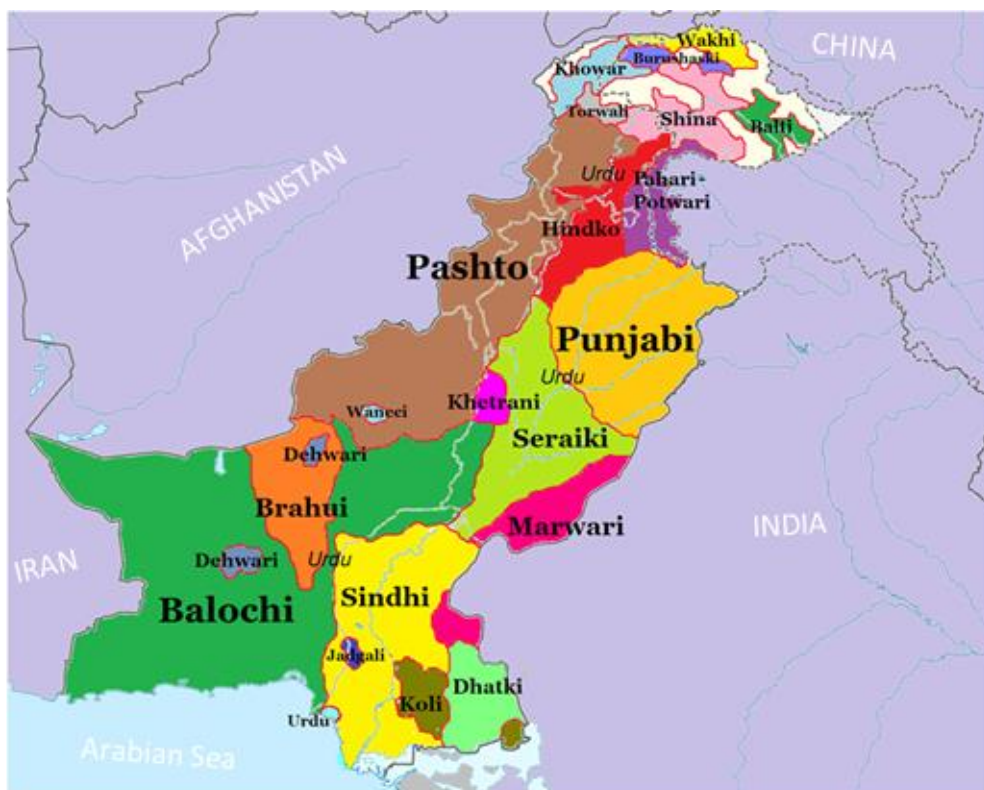 CHINA
Wakhi
Burushaski
Khowar
Torwali
Shina
Balti
Urdu
Pahari-
Potwari
Hindko
AFGHANISTAN
Pashto
Punjabi
Urdu
Khetrani
Waneci
Seraiki
Dehwari
Brahui
Marwari
INDIA
IRAN
Dehwari
Urdu
Balochi
Sindhi
Jadgali
Koli
Dhatki
Urdu
Arabian Sea